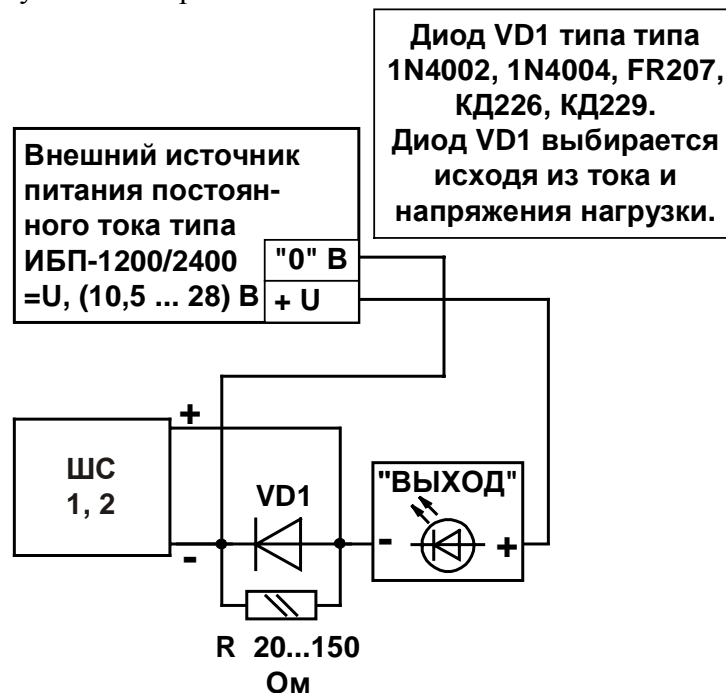 Диод VD1 типа типа
1N4002, 1N4004, FR207,
КД226, КД229.
Диод VD1 выбирается
исходя из тока и
напряжения нагрузки.
Внешний источник
питания постоян-
ного тока типа
ИБП-1200/2400
=U, (10,5 ... 28) В
"0" В
+ U
+
ШС
1, 2
-
VD1
"ВЫХОД"
-
+
R 20...150
Ом